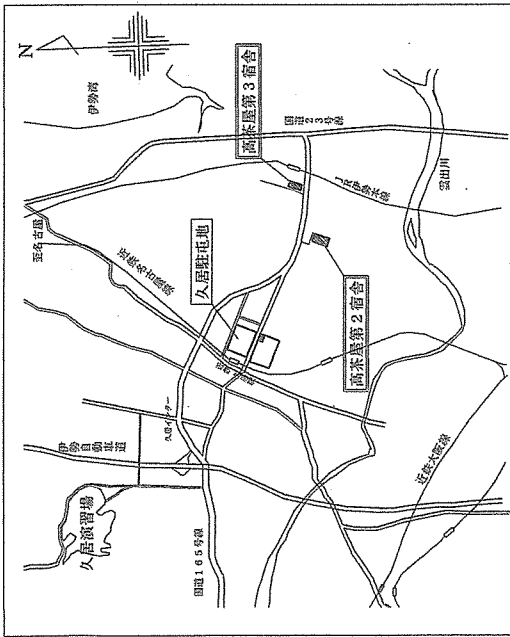 N
伊勢湾
高茶屋第3宿舎
国道23号線
至名古屋
近鉄名古屋線
久居駐屯地
JR紀勢本線
雲出川
高茶屋第2宿舎
久居インター
伊勢自動車道
久居演習場
国道165号線
近鉄大阪線